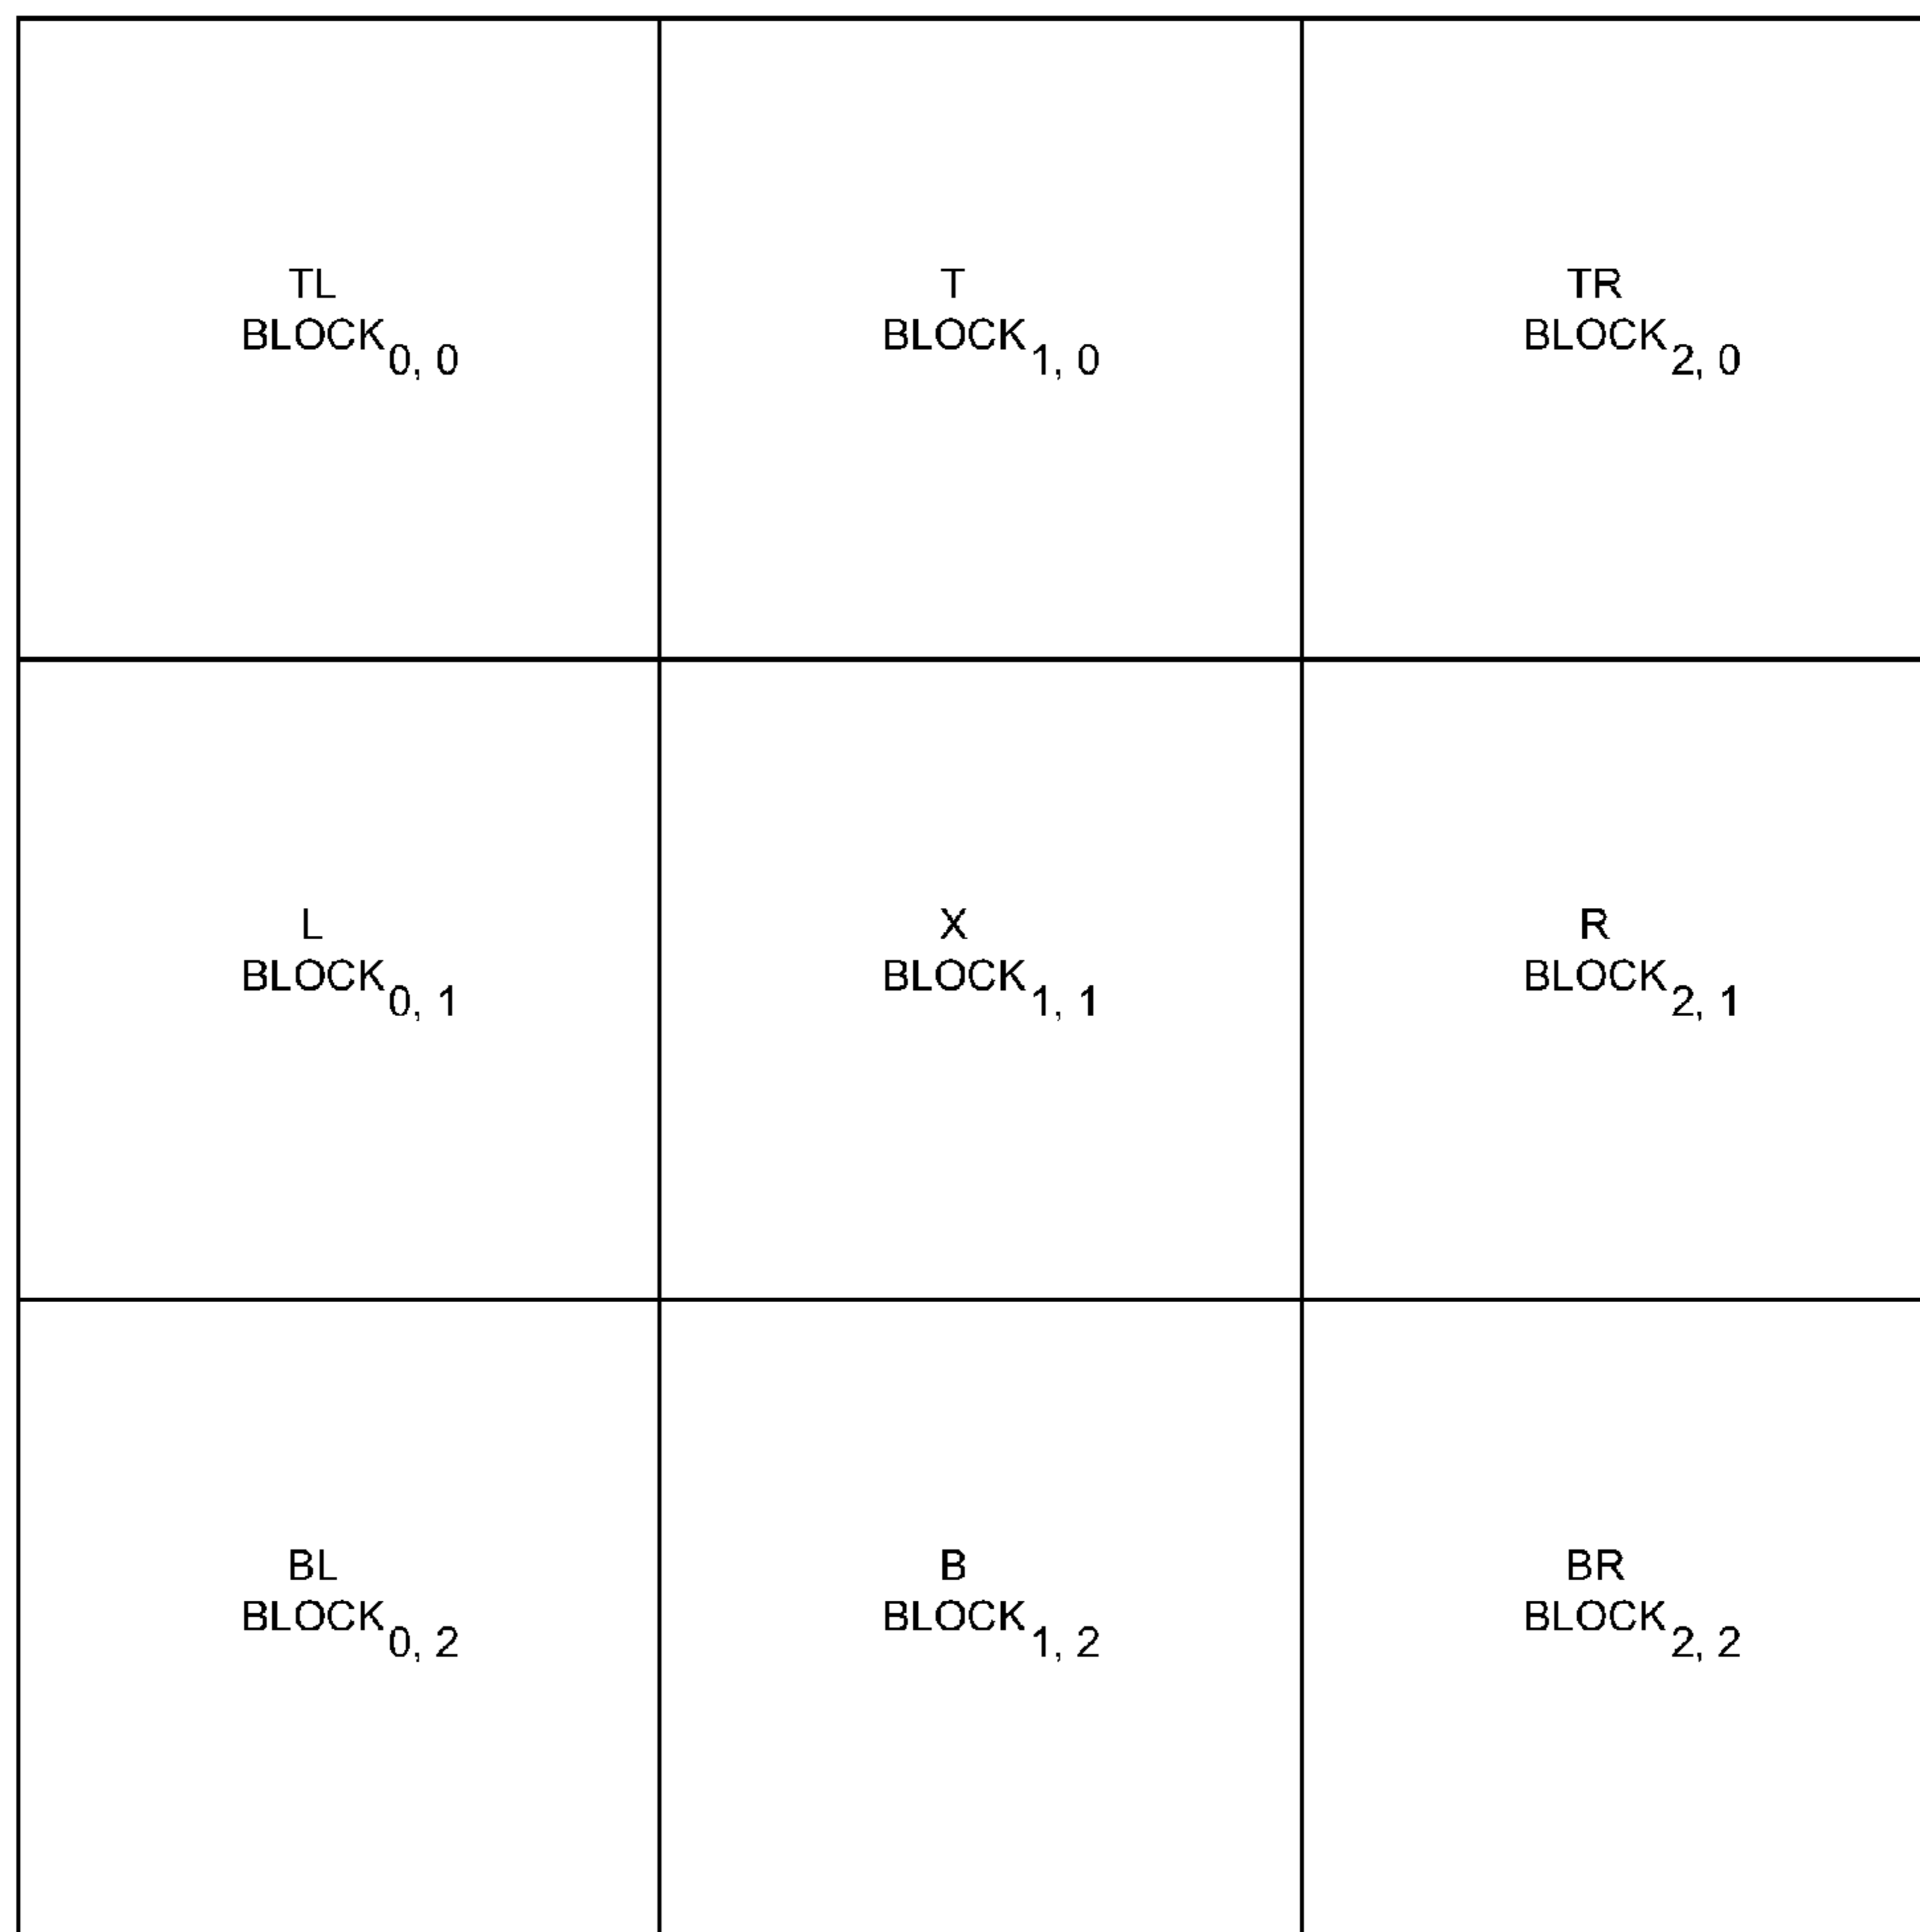 TL
BLOCK0, 0
T
BLOCK1, 0
TR
BLOCK2, 0
L
BLOCK0, 1
X
BLOCK1, 1
R
BLOCK2, 1
BL
BLOCK0, 2
B
BLOCK1, 2
BR
BLOCK2, 2